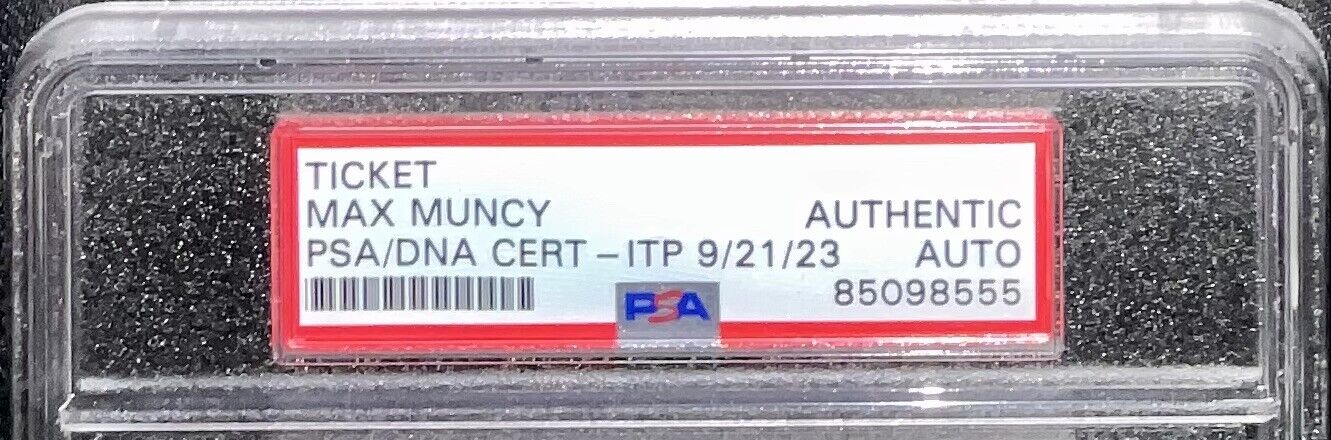 TICKET
MAX MUNCY AUTHENTIC
PSA/DNA CERT – ITP 9/21/23 AUTO
PSA 85098555